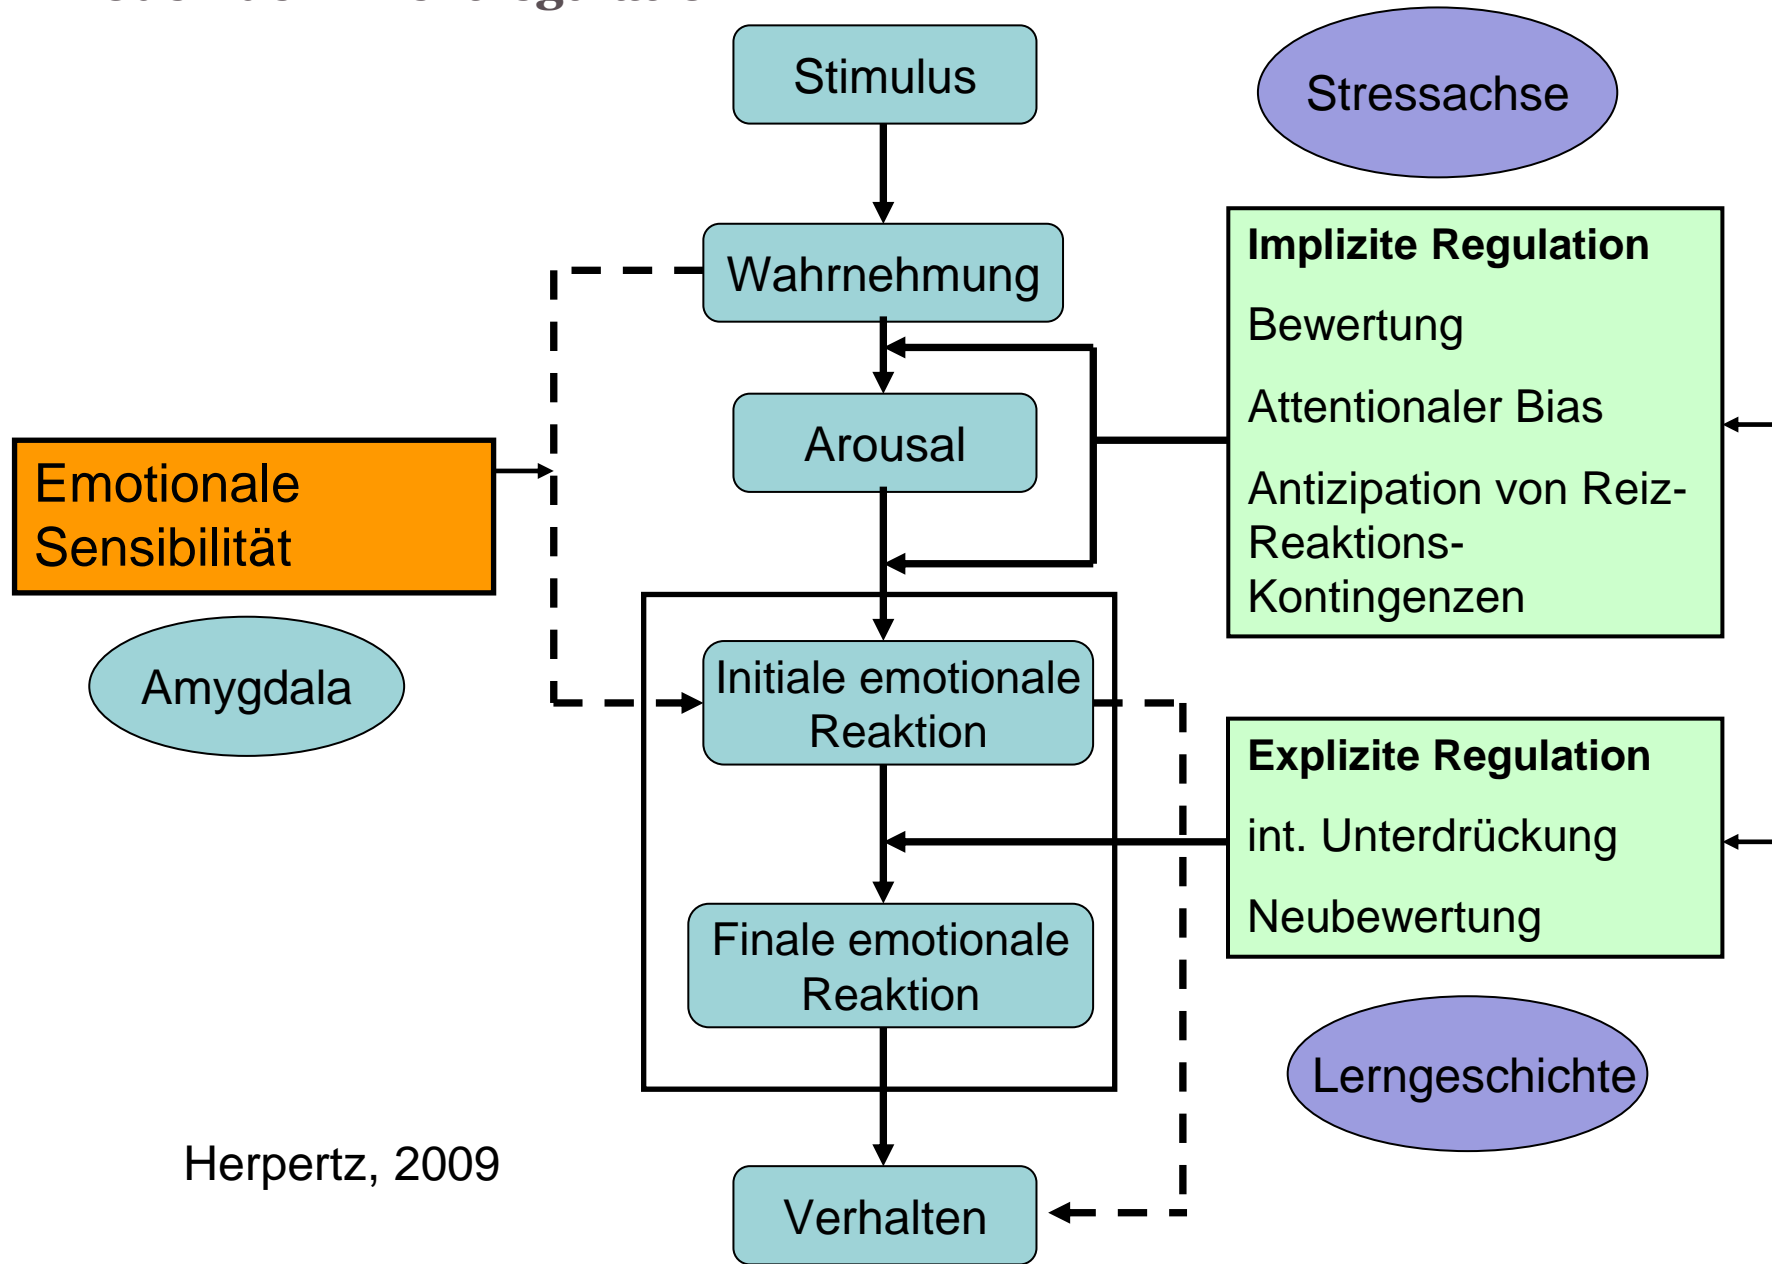 Stimulus
Stressachse
Wahrnehmung
Implizite Regulation
Bewertung
Attentionaler Bias
Antizipation von Reiz-
Reaktions-
Kontingenzen
Arousal
Emotionale
Sensibilität
Amygdala
Initiale emotionale
Reaktion
Explizite Regulation
int. Unterdrückung
Neubewertung
Finale emotionale
Reaktion
Lerngeschichte
Herpertz, 2009
Verhalten